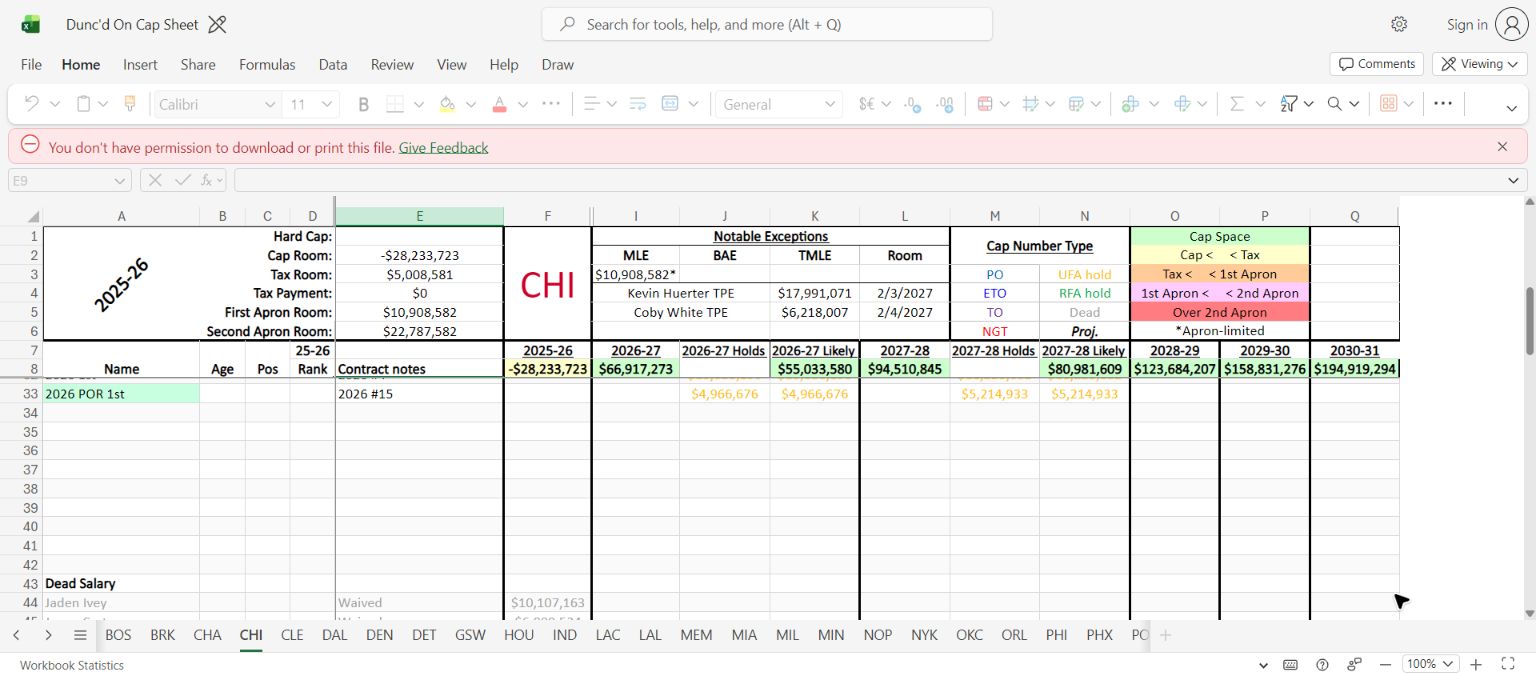 Dunc'd On Cap Sheet
Search for tools, help, and more (Alt + Q)
Sign in
File Home Insert Share Formulas Data Review View Help Draw
Comments Viewing
Calibri 11 B General $€ .0 .00
You don't have permission to download or print this file. Give Feedback
E9 fx
A B C D E F I J K L M N O P Q
1 Hard Cap: Notable Exceptions Cap Number Type Cap Space
2 Cap Room: -$28,233,723 MLE BAE TMLE Room Cap < < Tax
3 Tax Room: $5,008,581 $10,908,582* PO UFA hold Tax < < 1st Apron
4 Tax Payment: $0 Kevin Huerter TPE $17,991,071 2/3/2027 ETO RFA hold 1st Apron < < 2nd Apron
5 First Apron Room: $10,908,582 Coby White TPE $6,218,007 2/4/2027 TO Dead Over 2nd Apron
6 Second Apron Room: $22,787,582 NGT Proj. *Apron-limited
2025-26
CHI
7 25-26 2025-26 2026-27 2026-27 Holds 2026-27 Likely 2027-28 2027-28 Holds 2027-28 Likely 2028-29 2029-30 2030-31
8 Name Age Pos Rank Contract notes -$28,233,723 $66,917,273 $55,033,580 $94,510,845 $80,981,609 $123,684,207 $158,831,276 $194,919,294
33 2026 POR 1st 2026 #15 $4,966,676 $4,966,676 $5,214,933 $5,214,933
34
35
36
37
38
39
40
41
42
43 Dead Salary
44 Jaden Ivey Waived $10,107,163
BOS BRK CHA CHI CLE DAL DEN DET GSW HOU IND LAC LAL MEM MIA MIL MIN NOP NYK OKC ORL PHI PHX
Workbook Statistics
100%